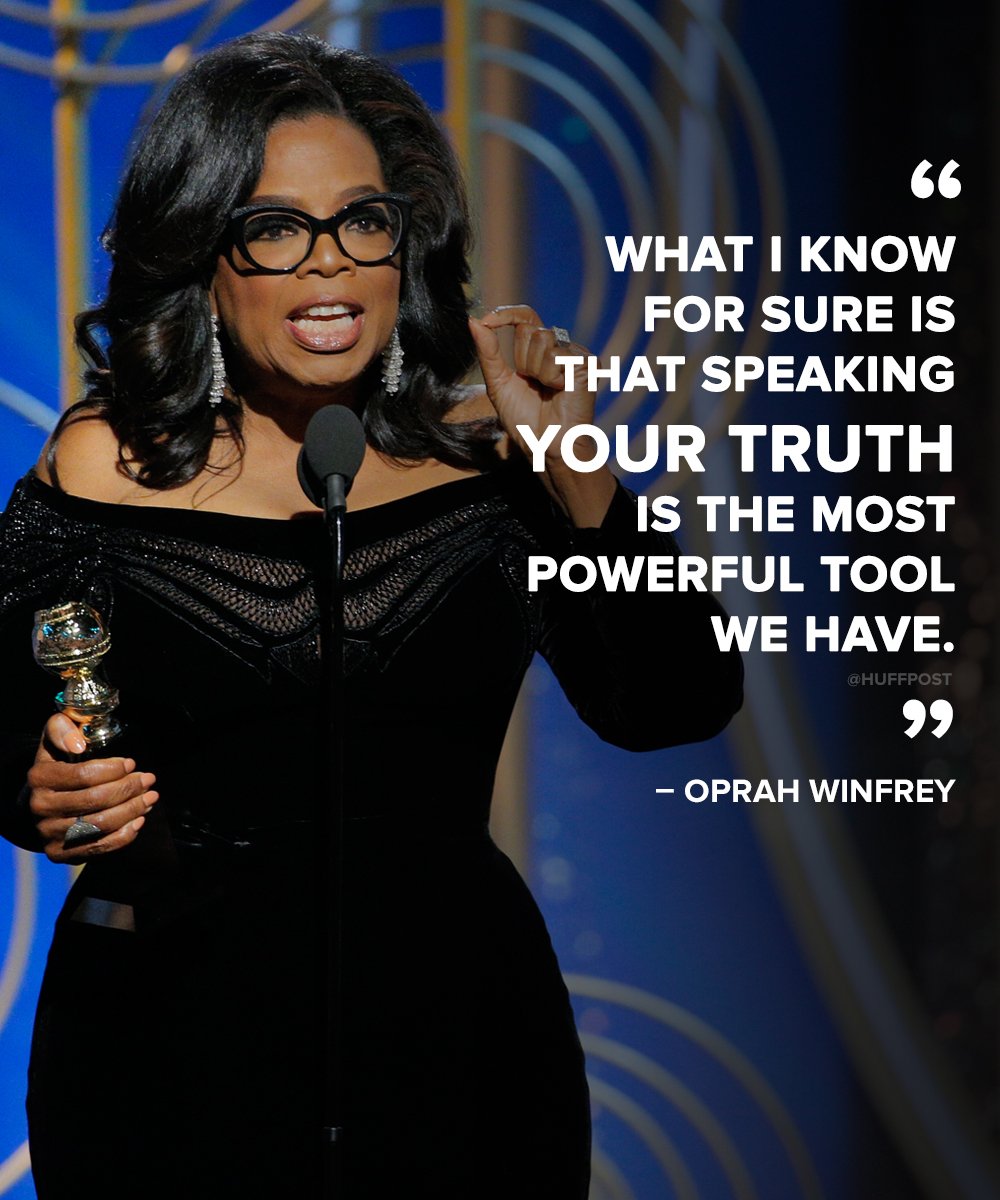 “
WHAT I KNOW
FOR SURE IS
THAT SPEAKING
YOUR TRUTH
IS THE MOST
POWERFUL TOOL
WE HAVE.
@HUFFPOST
”
– OPRAH WINFREY